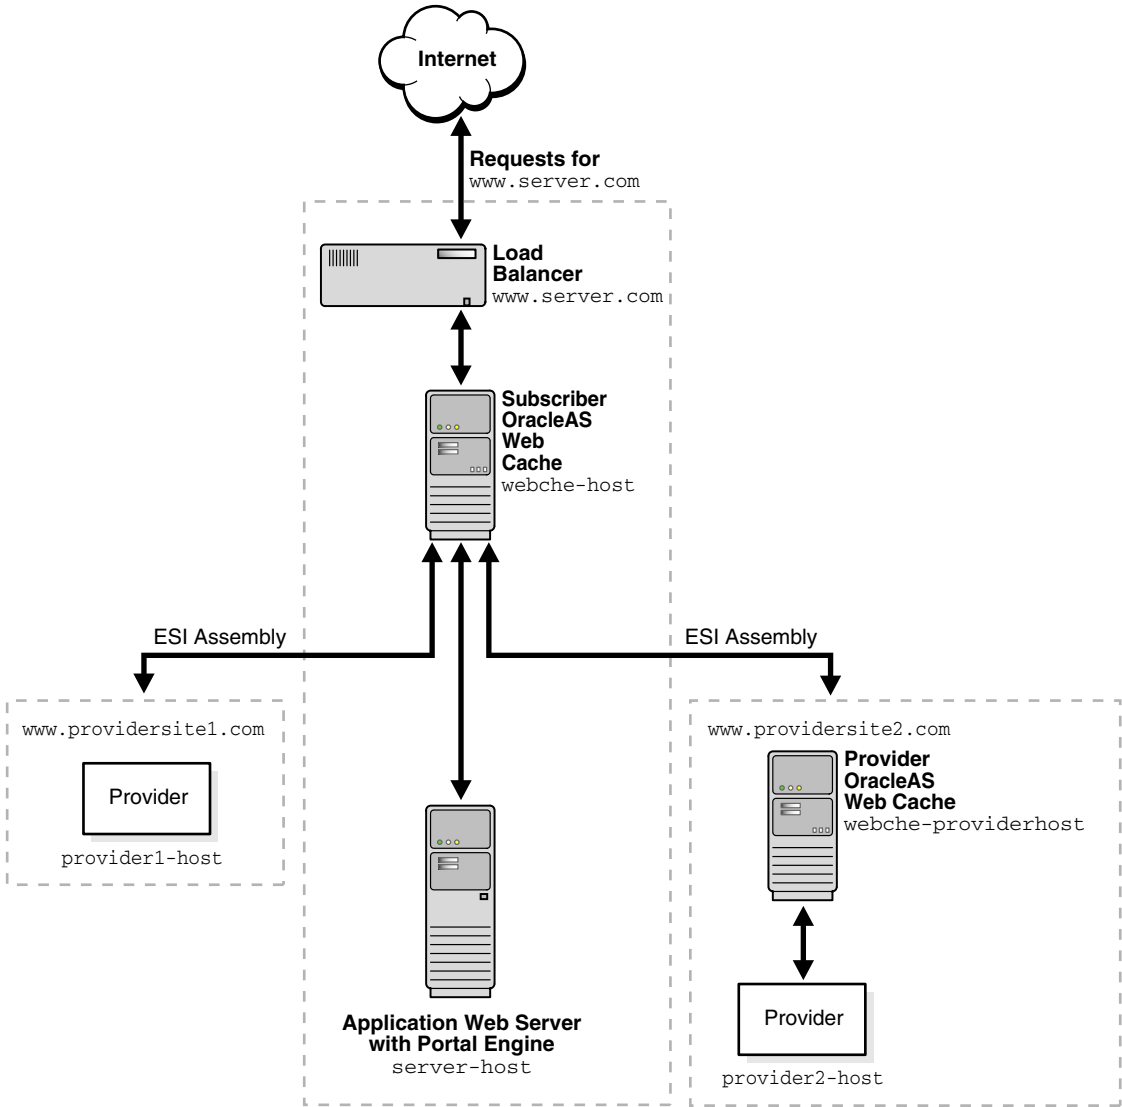 Internet
Requests for
www.server.com
Load
Balancer
www.server.com
Subscriber
OracleAS
Web
Cache
webche-host
ESI Assembly
ESI Assembly
www.providersite1.com
Provider
provider1-host
www.providersite2.com
Provider
OracleAS
Web Cache
webche-providerhost
Provider
provider2-host
Application Web Server
with Portal Engine
server-host